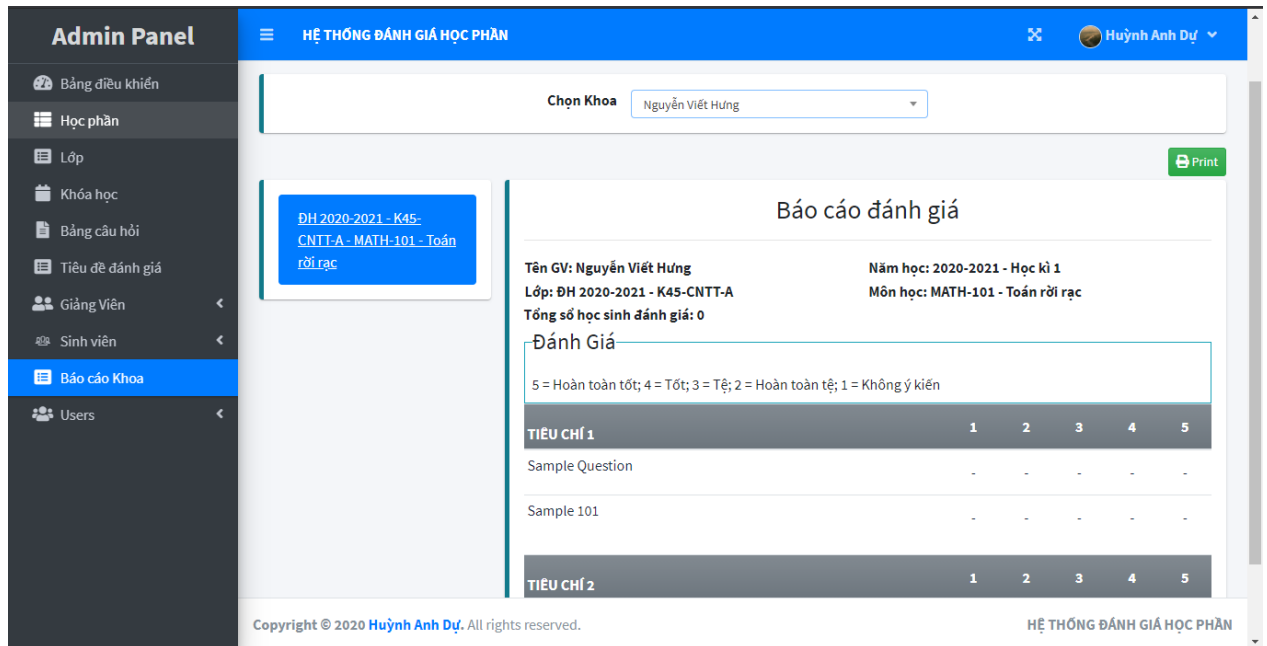 Admin Panel
HỆ THỐNG ĐÁNH GIÁ HỌC PHẦN
Huỳnh Anh Dự
Bảng điều khiển
Học phần
Lớp
Khóa học
Bảng câu hỏi
Tiêu đề đánh giá
Giảng Viên
Sinh viên
Báo cáo Khoa
Users
Chọn Khoa
Nguyễn Viết Hưng
Print
ĐH 2020-2021 - K45-
CNTT-A - MATH-101 - Toán
rời rạc
Báo cáo đánh giá
Tên GV: Nguyễn Viết Hưng
Năm học: 2020-2021 - Học kì 1
Lớp: ĐH 2020-2021 - K45-CNTT-A
Môn học: MATH-101 - Toán rời rạc
Tổng số học sinh đánh giá: 0
Đánh Giá
5 = Hoàn toàn tốt; 4 = Tốt; 3 = Tệ; 2 = Hoàn toàn tệ; 1 = Không ý kiến
TIÊU CHÍ 1 1 2 3 4 5
Sample Question - - - - -
Sample 101 - - - - -
TIÊU CHÍ 2 1 2 3 4 5
Copyright © 2020 Huỳnh Anh Dự. All rights reserved.
HỆ THỐNG ĐÁNH GIÁ HỌC PHẦN